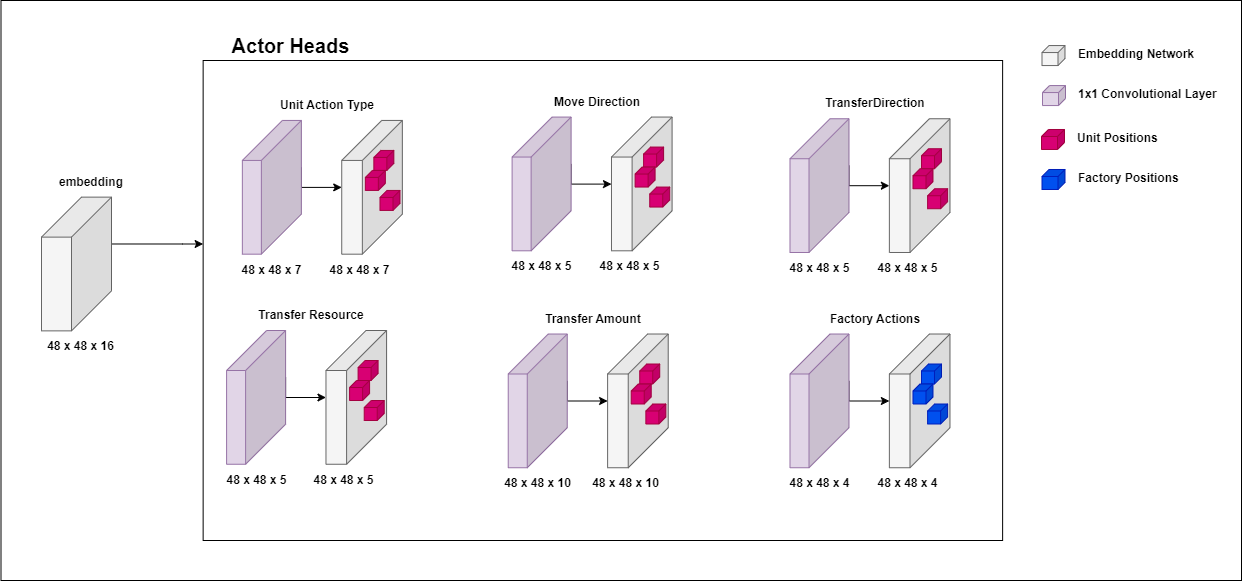 Actor Heads
embedding
48 x 48 x 16
Unit Action Type
48 x 48 x 7
48 x 48 x 7
Move Direction
48 x 48 x 5
48 x 48 x 5
TransferDirection
48 x 48 x 5
48 x 48 x 5
Transfer Resource
48 x 48 x 5
48 x 48 x 5
Transfer Amount
48 x 48 x 10
48 x 48 x 10
Factory Actions
48 x 48 x 4
48 x 48 x 4
Embedding Network
1x1 Convolutional Layer
Unit Positions
Factory Positions